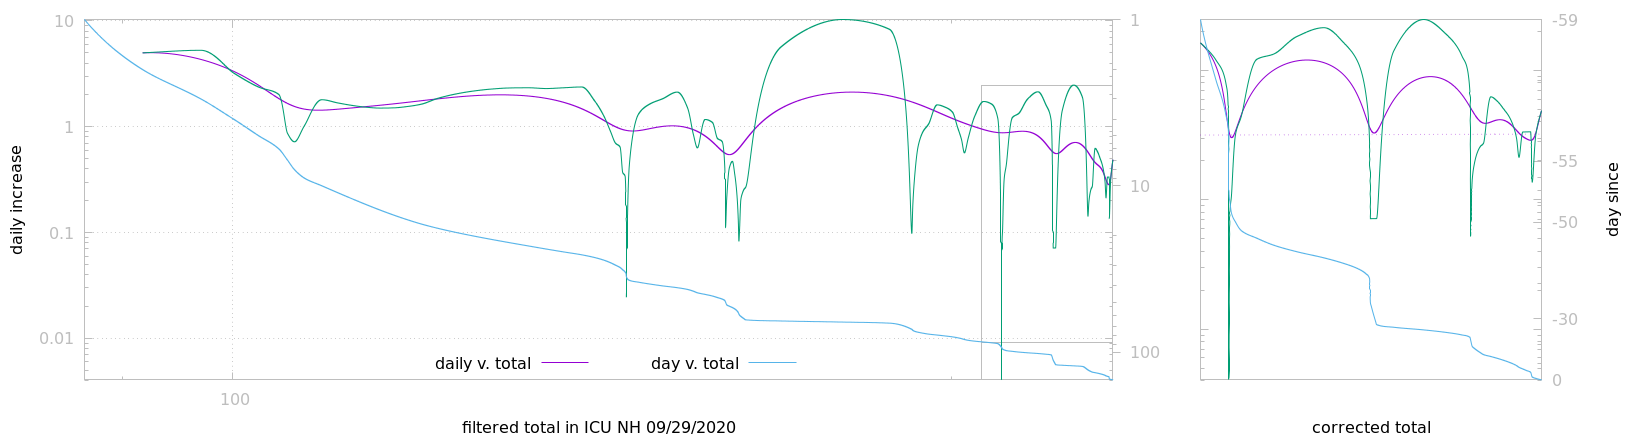 10
1
0.1
0.01
daily increase
daily v. total
day v. total
100
filtered total in ICU NH 09/29/2020
1
10
100
-59
-55
-50
-30
0
day since
corrected total